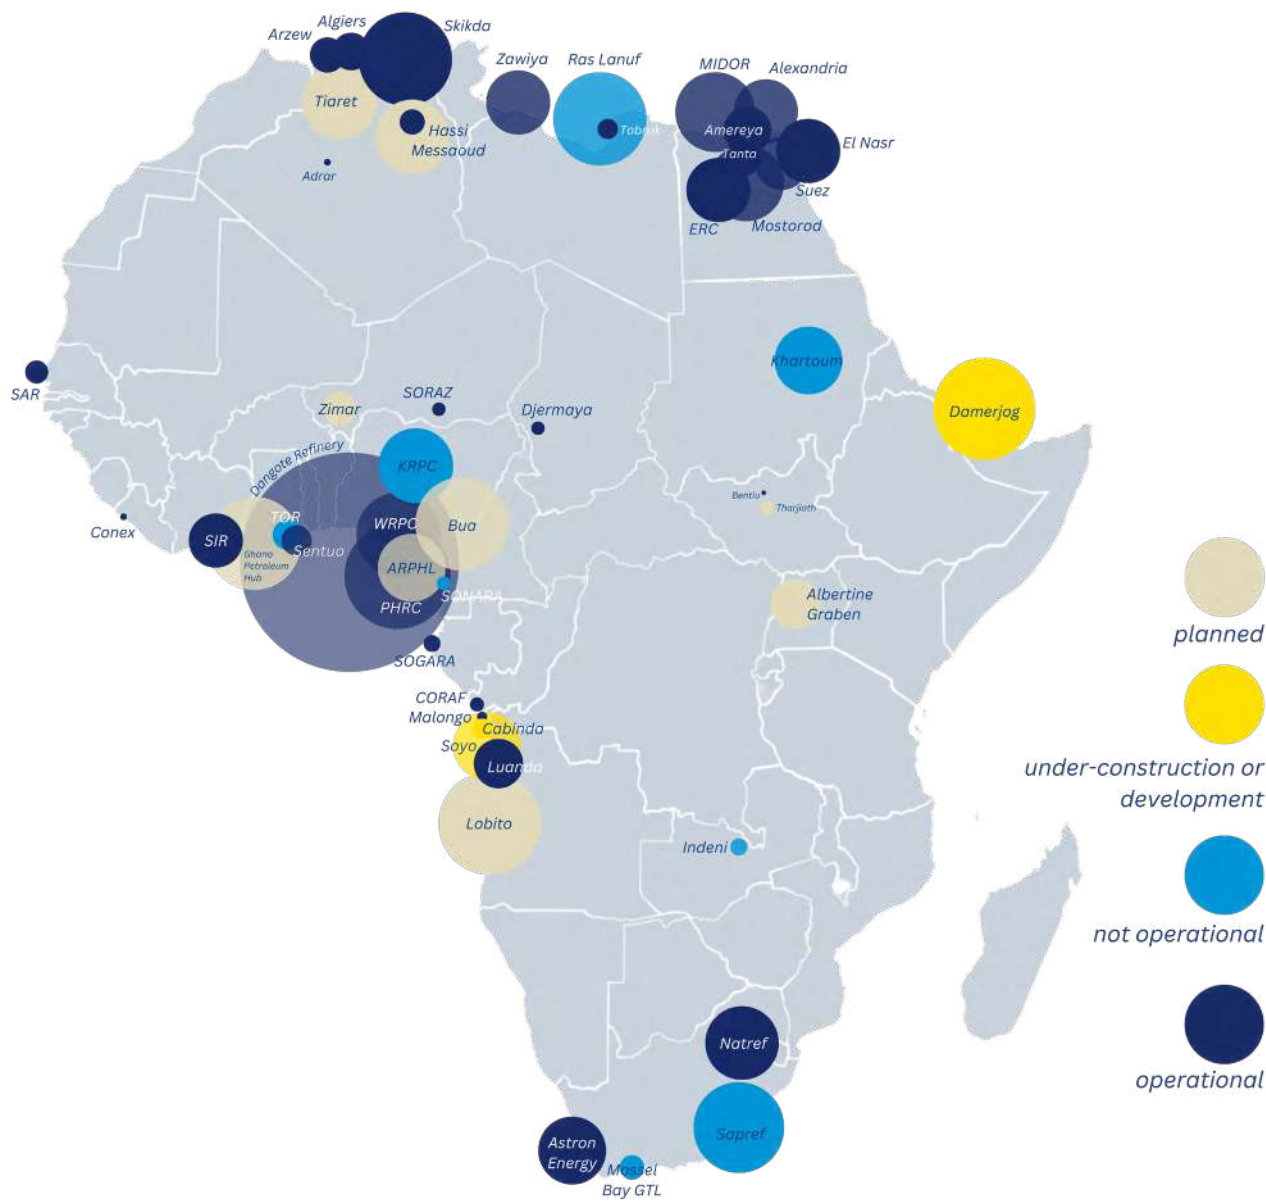 Algiers
Skikda
Arzew
Zawiya
Ras Lanuf
MIDOR
Alexandria
Tiaret
Hassi
Messaoud
Tobruk
Amereya
El Nasr
Tanta
Adrar
Suez
ERC
Mostorod
Khartoum
SAR
Zimar
SORAZ
Djermaya
Damerjog
Dangote Refinery
KRPC
Bentiu
Tharjiath
Conex
SIR
TOR
Sentuo
Ghana
Petroleum
Hub
WRPC
Bua
ARPHL
PHRC
SONARA
Albertine
Graben
SOGARA
CORAF
Malongo
Cabinda
Soyo
Luanda
Lobito
Indeni
Natref
Sapref
Astron
Energy
Mossel
Bay GTL
planned
under-construction or
development
not operational
operational